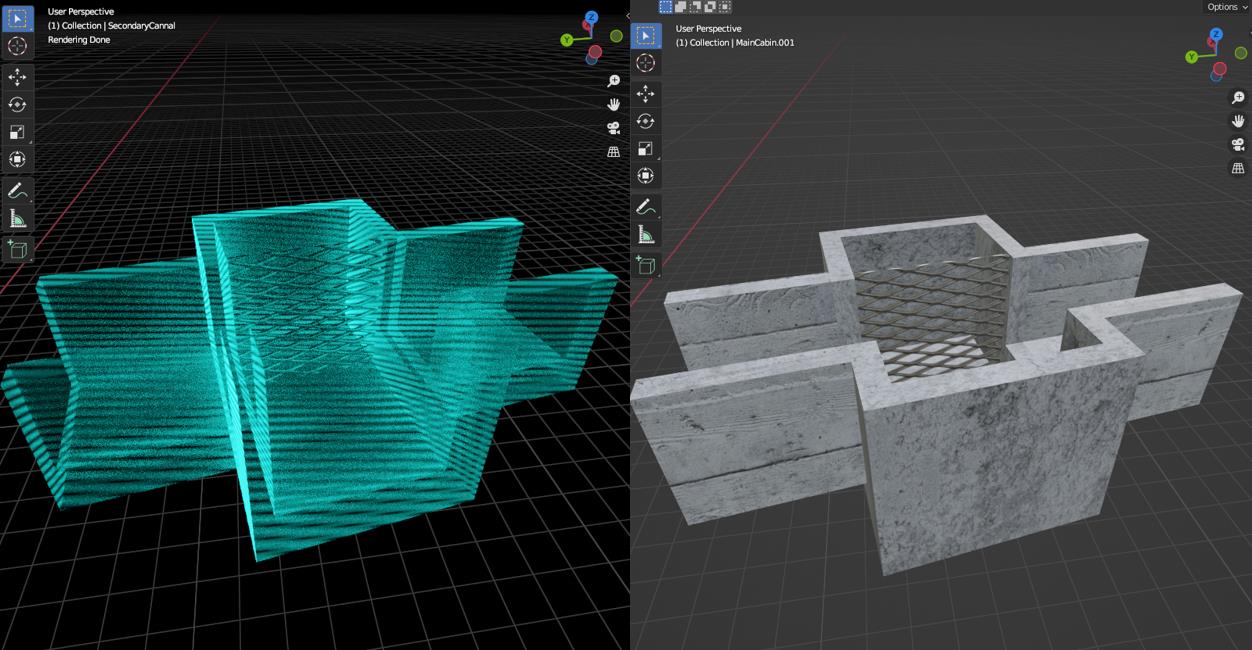 User Perspective
(1) Collection | SecondaryCannal
Rendering Done
Z
Y
Options
User Perspective
(1) Collection | MainCabin.001
Z
Y